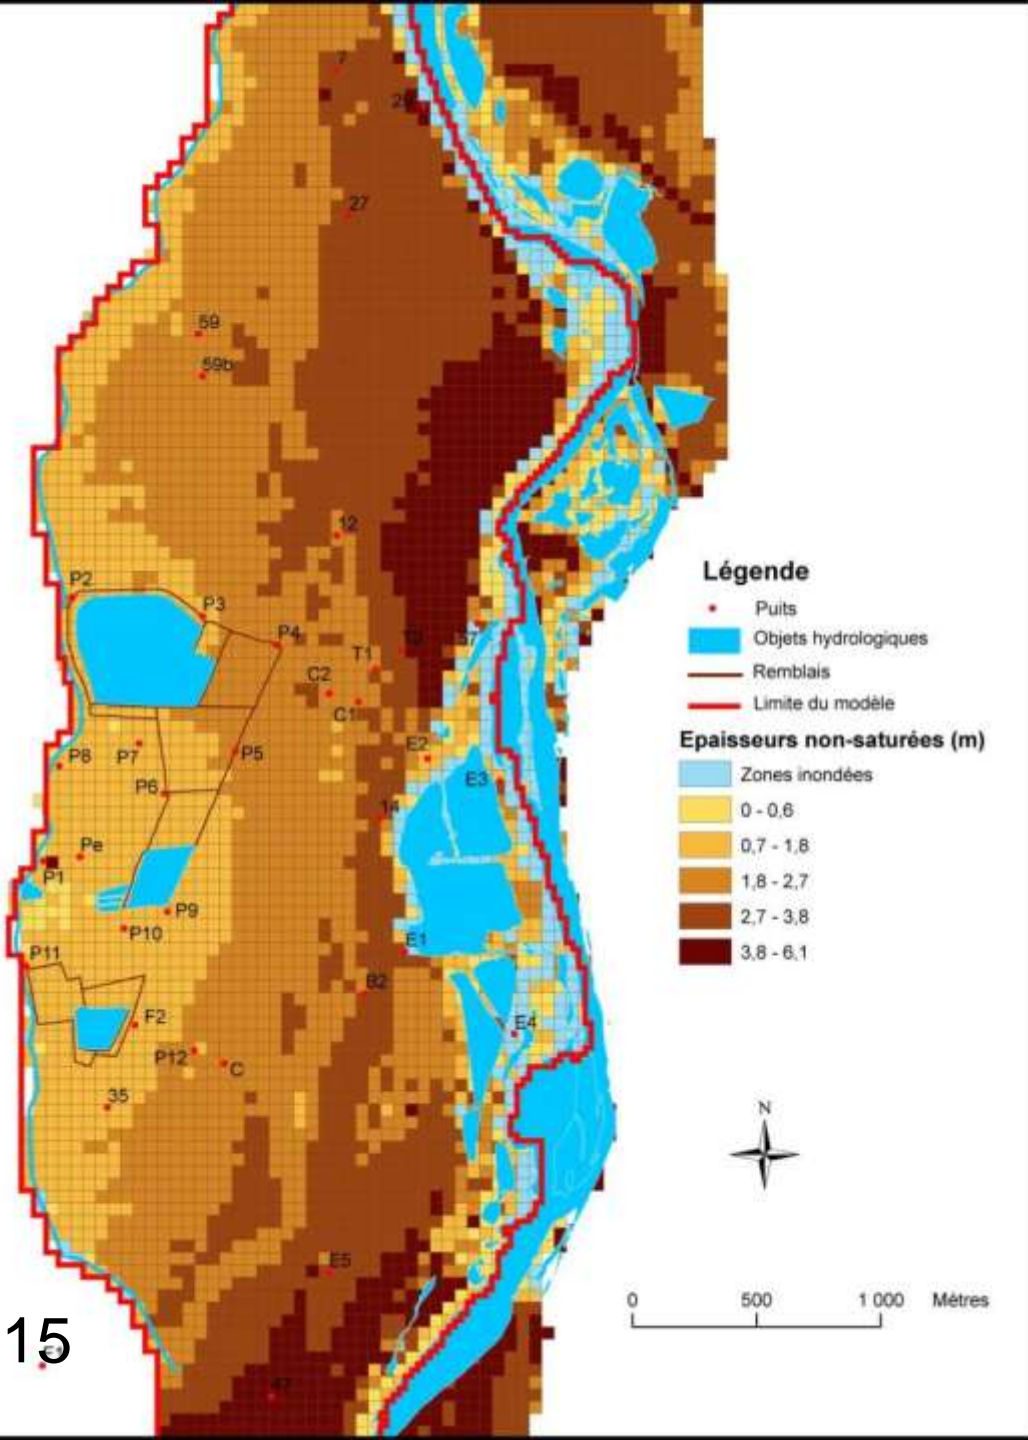 7
29
27
59
59b
12
P2
P3
P4
T1
C2
C1
P8
P7
P5
E2
E3
P6
14
Pe
P1
P9
P10
E1
P11
B2
F2
E4
P12
C
35
E5
15
Légende
Puits
Objets hydrologiques
Remblais
Limite du modèle
Epaisseurs non-saturées (m)
Zones inondées
0 - 0,6
0,7 - 1,8
1,8 - 2,7
2,7 - 3,8
3,8 - 6,1
N
0 500 1 000 Mètres